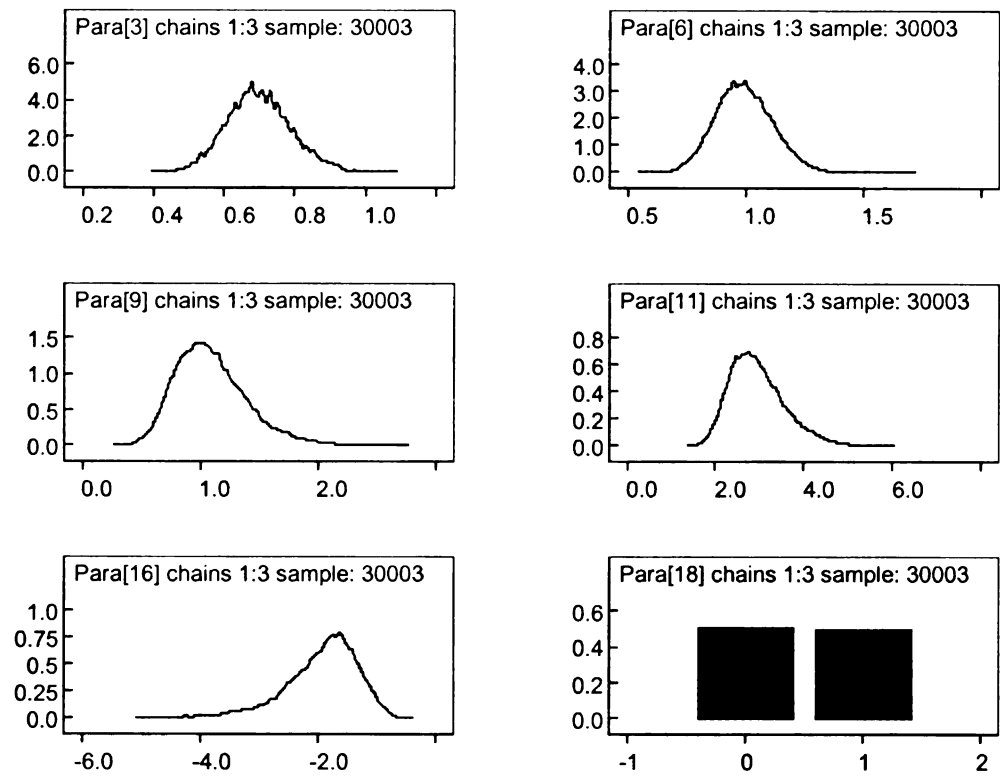 Para[3] chains 1:3 sample: 30003
6.0
4.0
2.0
0.0
0.2 0.4 0.6 0.8 1.0
Para[6] chains 1:3 sample: 30003
4.0
3.0
2.0
1.0
0.0
0.5 1.0 1.5
Para[9] chains 1:3 sample: 30003
1.5
1.0
0.5
0.0
0.0 1.0 2.0
Para[11] chains 1:3 sample: 30003
0.8
0.6
0.4
0.2
0.0
0.0 2.0 4.0 6.0
Para[16] chains 1:3 sample: 30003
1.0
0.75
0.5
0.25
0.0
-6.0 -4.0 -2.0
Para[18] chains 1:3 sample: 30003
0.6
0.4
0.2
0.0
-1 0 1 2